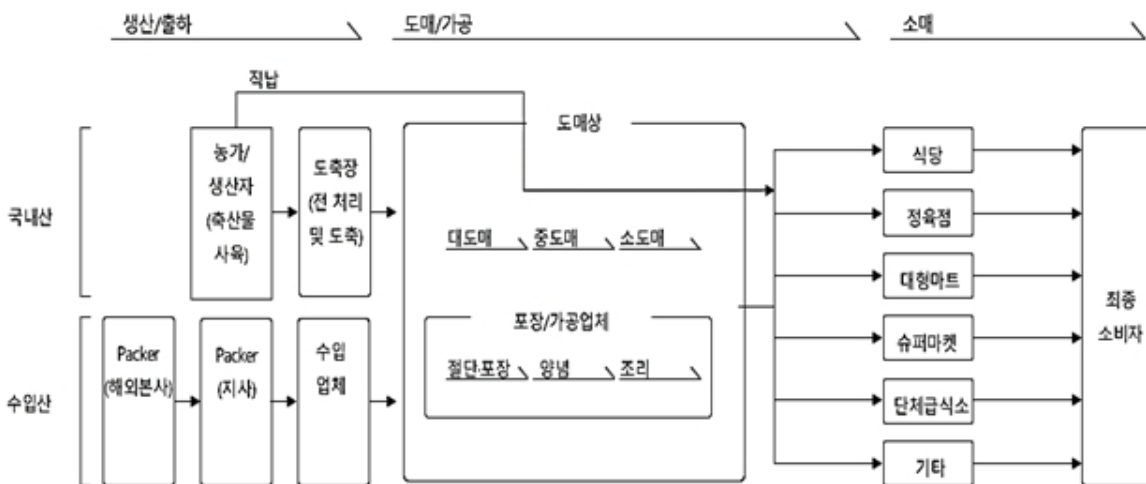 생산/출하
도매/가공
소매
직납
국내산
농가/
생산자
(축산물
사육)
도축장
(전 처리
및 도축)
도매상
대도매
중도매
소도매
포장/가공업체
절단·포장
양념
조리
수입산
Packer
(해외본사)
Packer
(지사)
수입
업체
식당
정육점
대형마트
슈퍼마켓
단체급식소
기타
최종
소비자